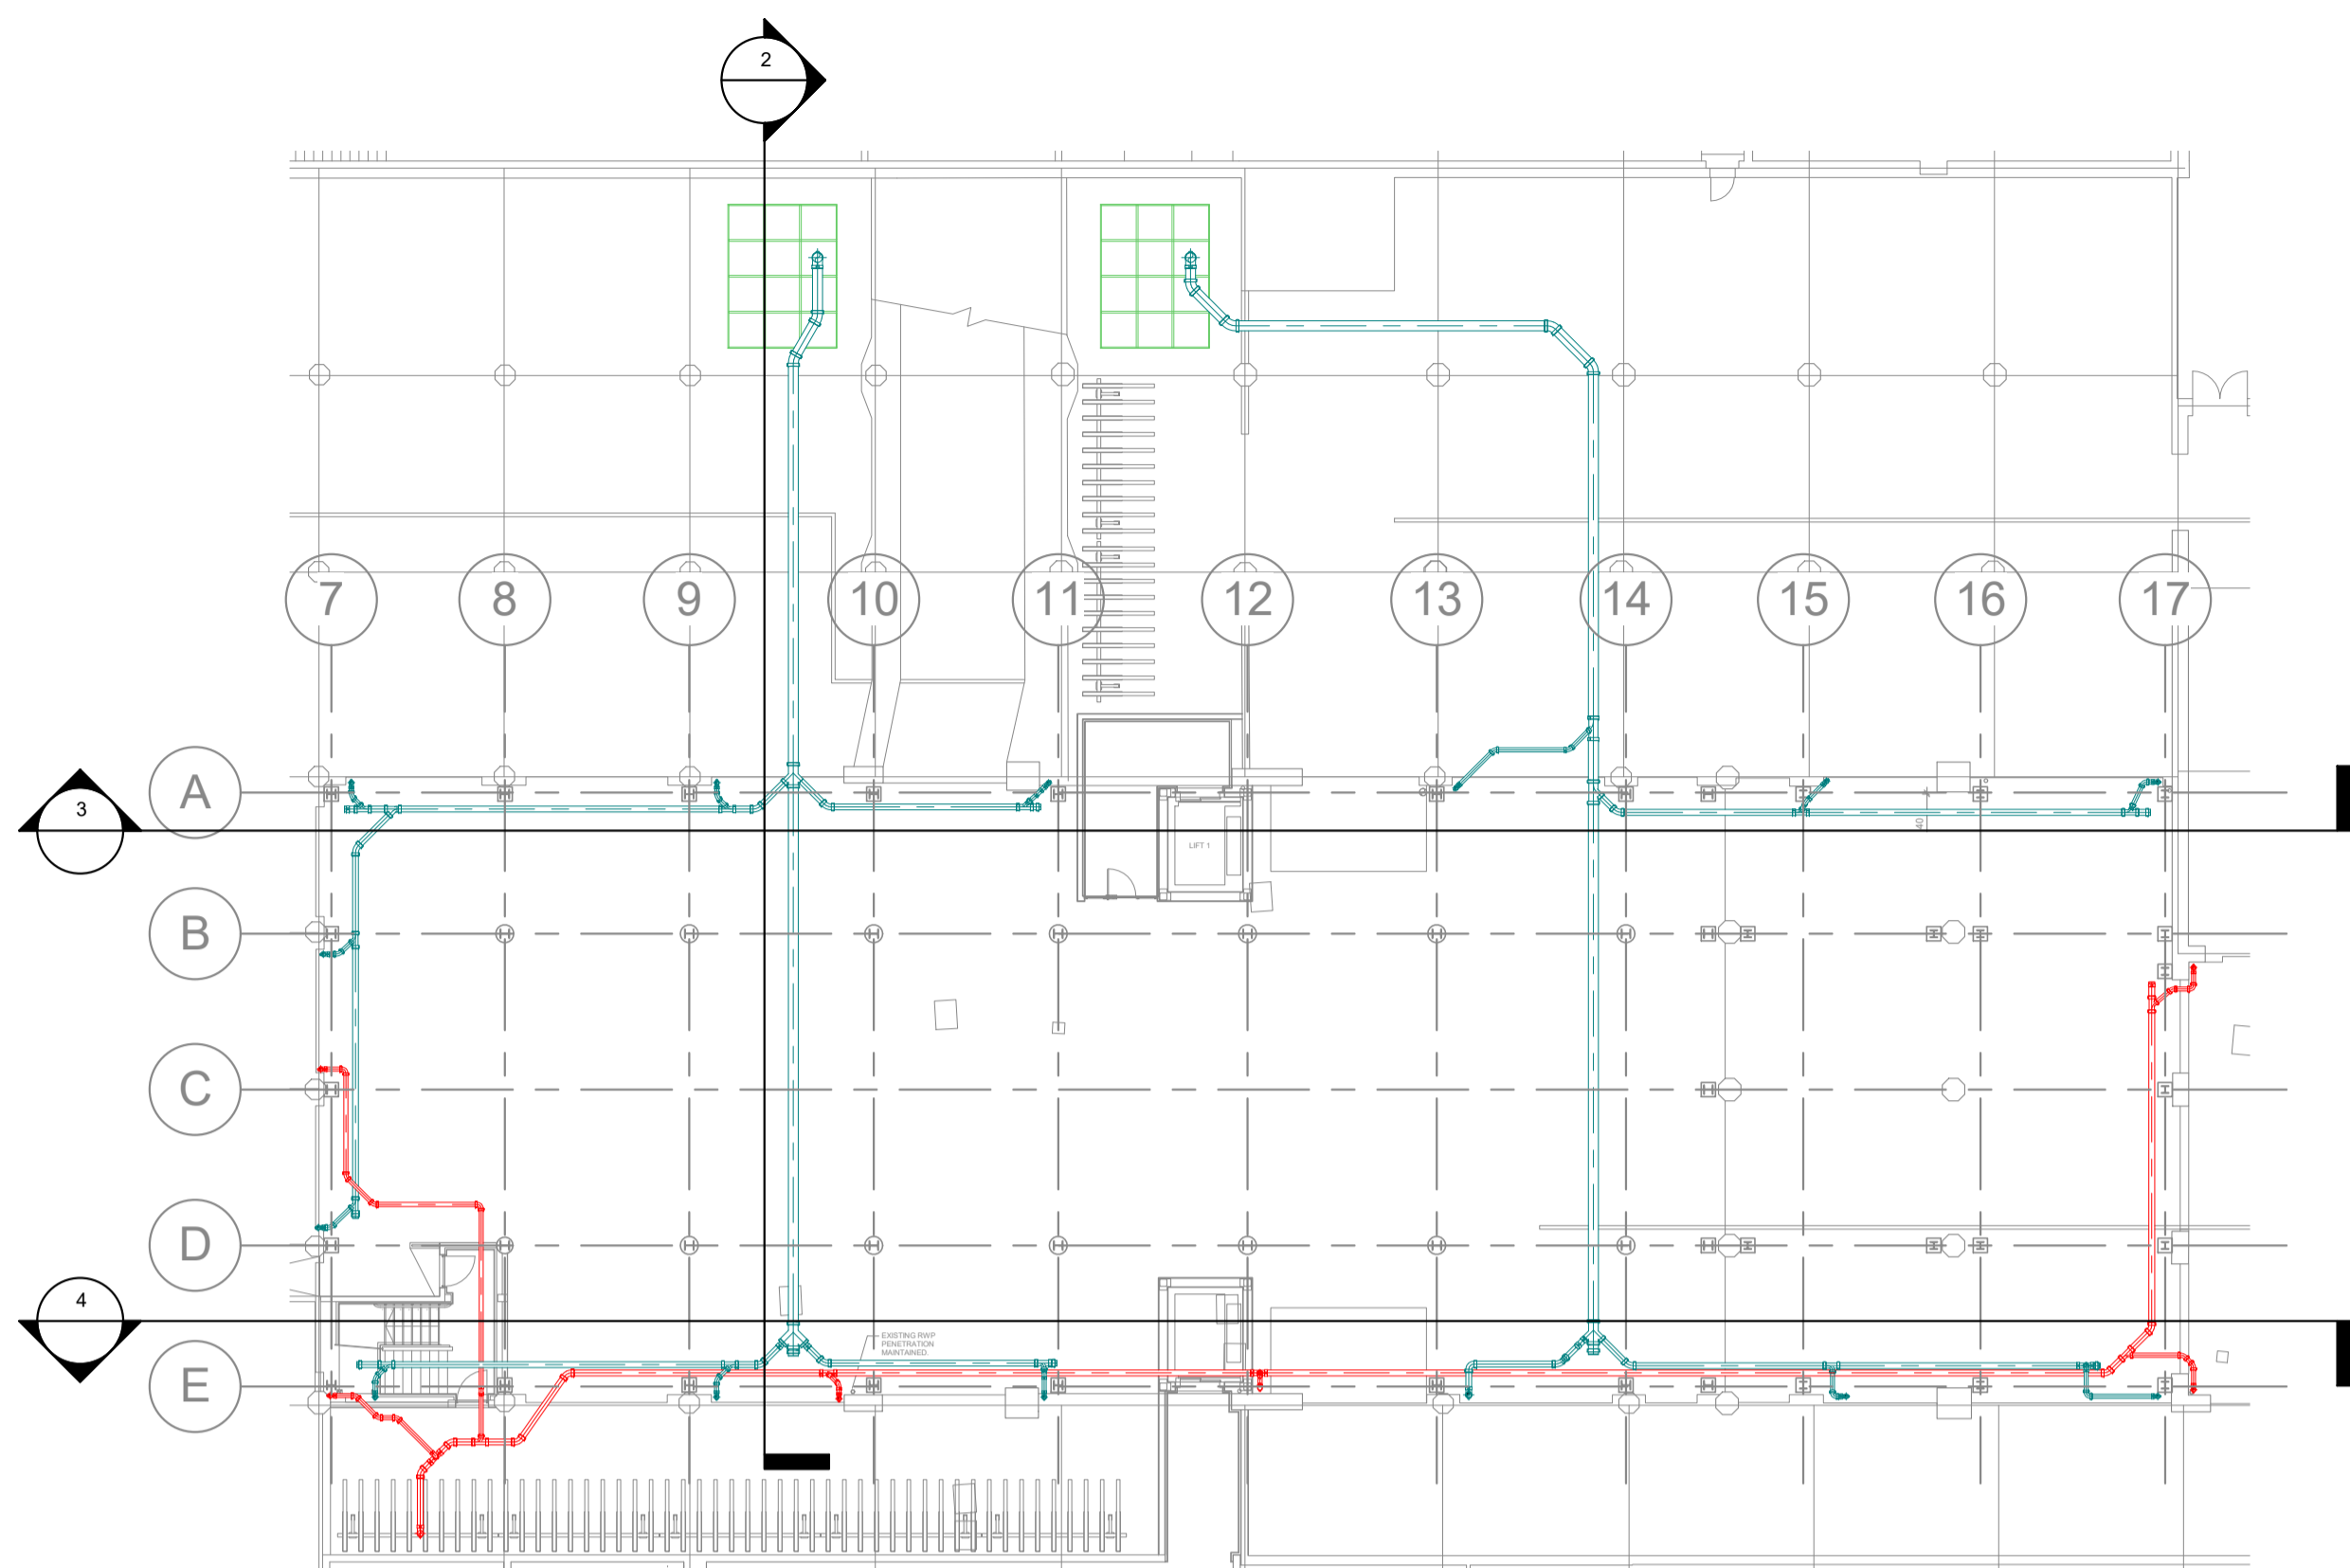 2
7 8 9 10 11 12 13 14 15 16 17
A
3
40
LIFT 1
B
C
D
4
EXISTING RWP
PENETRATION
MAINTAINED.
E